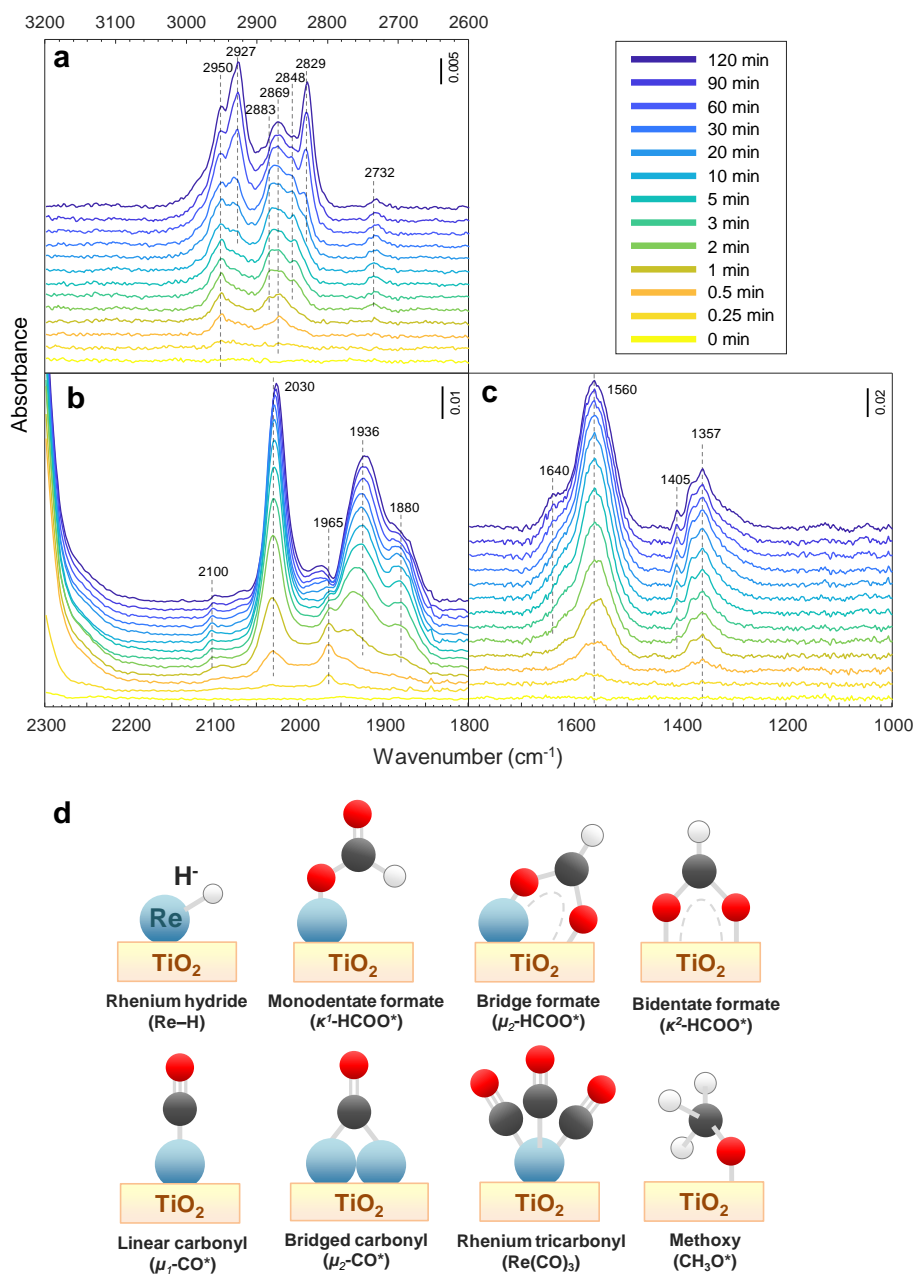 3200 3100 3000 2900 2800 2700 2600
a
2927
2950
2848
2829
2869
2883
2732
0.005
120 min
90 min
60 min
30 min
20 min
10 min
5 min
3 min
2 min
1 min
0.5 min
0.25 min
0 min
Absorbance
b
2030
0.01
1936
1965
1880
2100
c
1560
0.02
1357
1640
1405
2300 2200 2100 2000 1900 1800
1600 1400 1200 1000
Wavenumber (cm-1)
d
H-
Re
TiO2
TiO2
TiO2
TiO2
Rhenium hydride
(Re–H)
Monodentate formate
(κ1-HCOO*)
Bridge formate
(μ2-HCOO*)
Bidentate formate
(κ2-HCOO*)
TiO2
TiO2
TiO2
TiO2
Linear carbonyl
(μ1-CO*)
Bridged carbonyl
(μ2-CO*)
Rhenium tricarbonyl
(Re(CO)3)
Methoxy
(CH3O*)